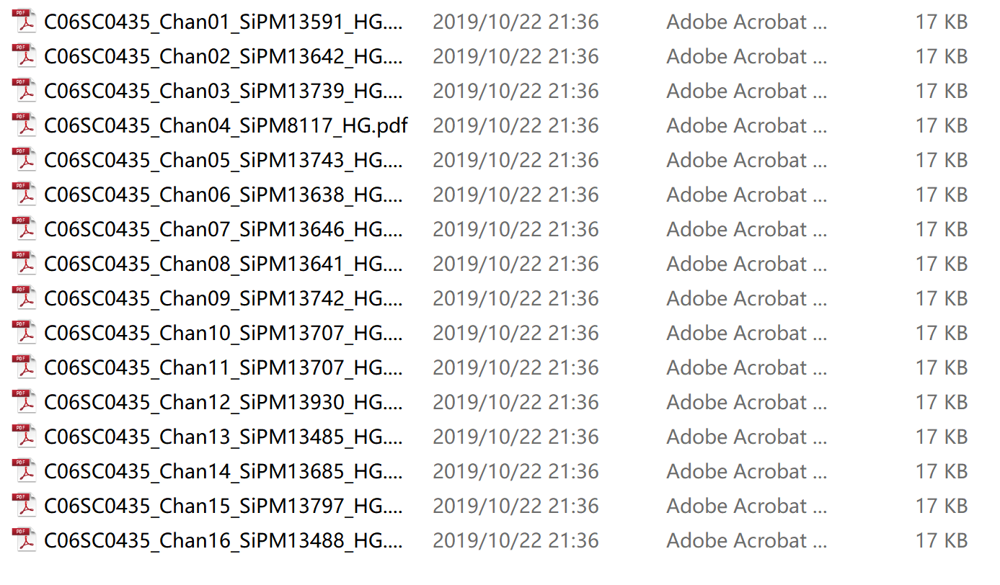 C06SC0435_Chan01_SiPM13591_HG.... 2019/10/22 21:36 Adobe Acrobat ... 17 KB
C06SC0435_Chan02_SiPM13642_HG.... 2019/10/22 21:36 Adobe Acrobat ... 17 KB
C06SC0435_Chan03_SiPM13739_HG.... 2019/10/22 21:36 Adobe Acrobat ... 17 KB
C06SC0435_Chan04_SiPM8117_HG.pdf 2019/10/22 21:36 Adobe Acrobat ... 17 KB
C06SC0435_Chan05_SiPM13743_HG.... 2019/10/22 21:36 Adobe Acrobat ... 17 KB
C06SC0435_Chan06_SiPM13638_HG.... 2019/10/22 21:36 Adobe Acrobat ... 17 KB
C06SC0435_Chan07_SiPM13646_HG.... 2019/10/22 21:36 Adobe Acrobat ... 17 KB
C06SC0435_Chan08_SiPM13641_HG.... 2019/10/22 21:36 Adobe Acrobat ... 17 KB
C06SC0435_Chan09_SiPM13742_HG.... 2019/10/22 21:36 Adobe Acrobat ... 17 KB
C06SC0435_Chan10_SiPM13707_HG.... 2019/10/22 21:36 Adobe Acrobat ... 17 KB
C06SC0435_Chan11_SiPM13707_HG.... 2019/10/22 21:36 Adobe Acrobat ... 17 KB
C06SC0435_Chan12_SiPM13930_HG.... 2019/10/22 21:36 Adobe Acrobat ... 17 KB
C06SC0435_Chan13_SiPM13485_HG.... 2019/10/22 21:36 Adobe Acrobat ... 17 KB
C06SC0435_Chan14_SiPM13685_HG.... 2019/10/22 21:36 Adobe Acrobat ... 17 KB
C06SC0435_Chan15_SiPM13797_HG.... 2019/10/22 21:36 Adobe Acrobat ... 17 KB
C06SC0435_Chan16_SiPM13488_HG.... 2019/10/22 21:36 Adobe Acrobat ... 17 KB